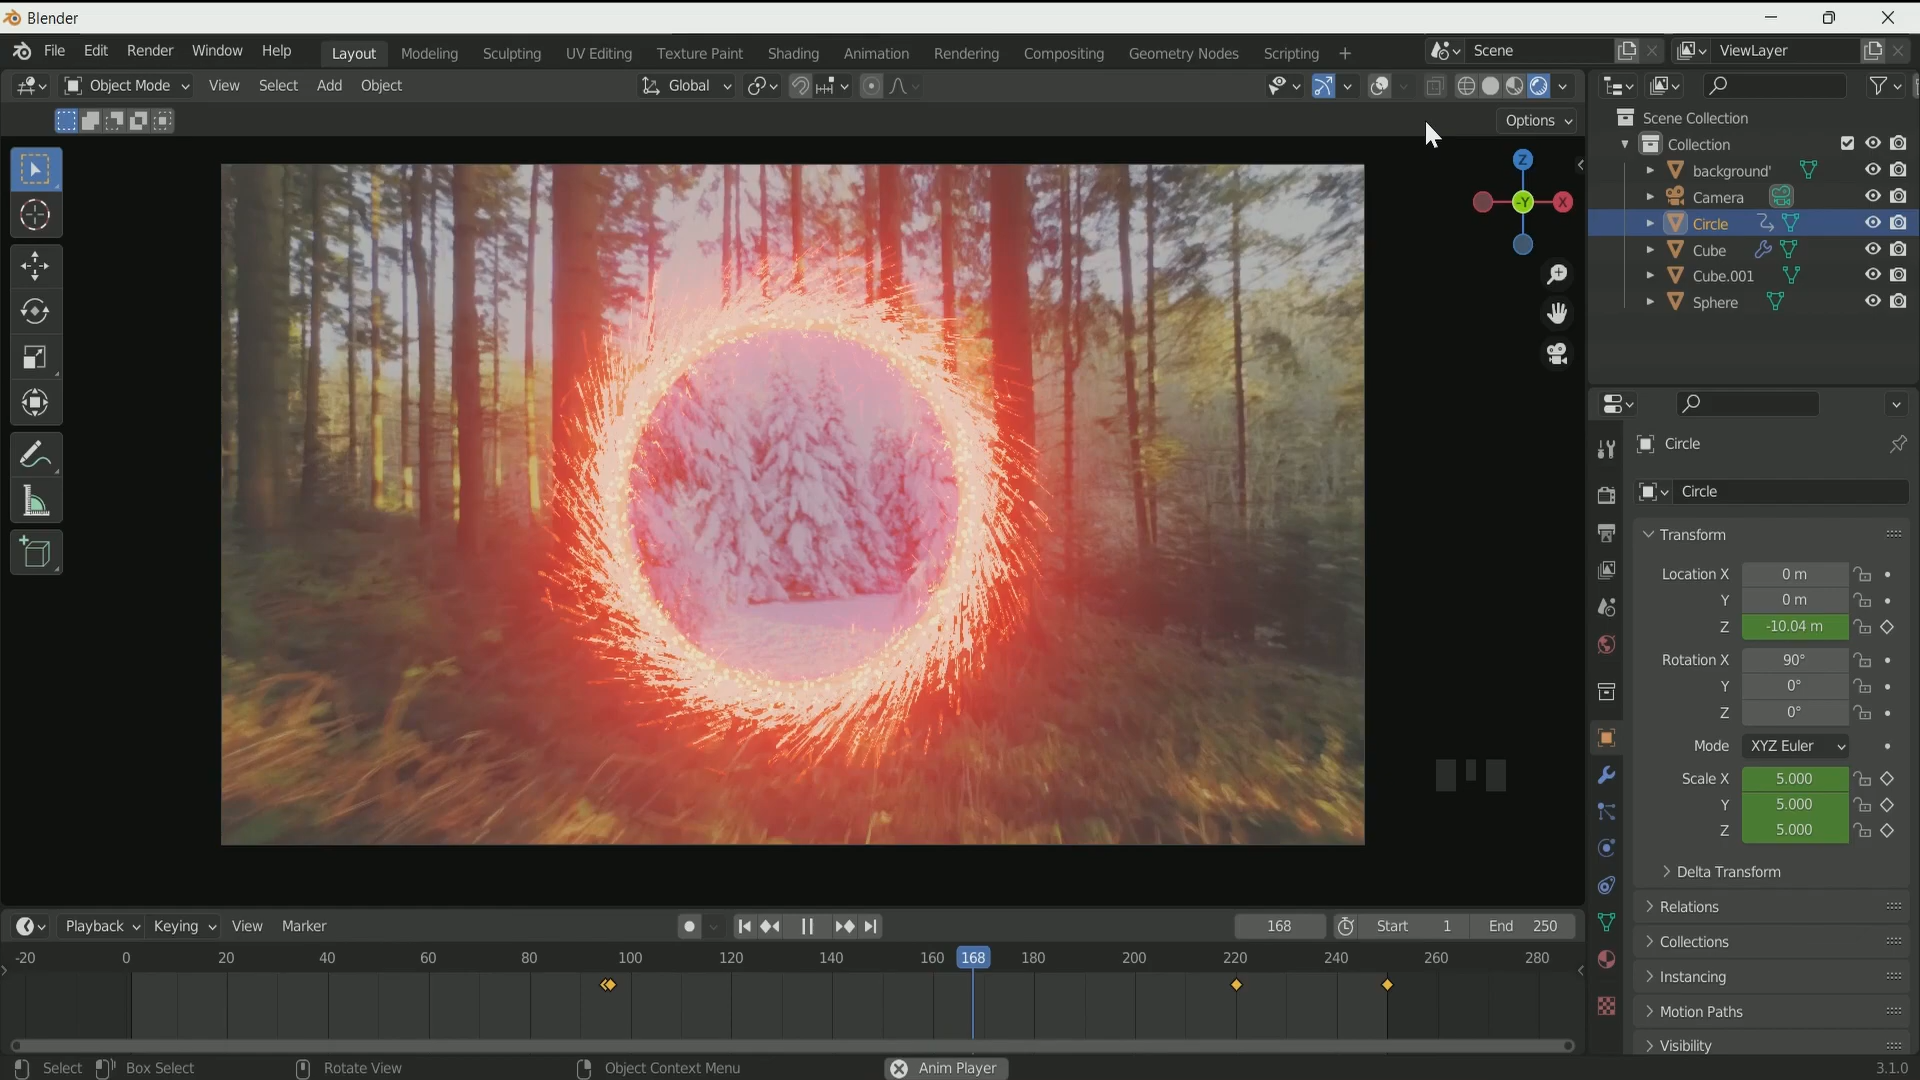 Blender
File Edit Render Window Help Layout Modeling Sculpting UV Editing Texture Paint Shading Animation Rendering Compositing Geometry Nodes Scripting + Scene ViewLayer
Object Mode View Select Add Object Global
Options
Z
-Y X
Scene Collection
Collection
background'
Camera
Circle
Cube
Cube.001
Sphere
Circle
Circle
Transform
Location X 0 m
Y 0 m
Z -10.04 m
Rotation X 90°
Y 0°
Z 0°
Mode XYZ Euler
Scale X 5.000
Y 5.000
Z 5.000
Delta Transform
Relations
Collections
Instancing
Motion Paths
Visibility
Playback Keying View Marker 168 Start 1 End 250
-20 0 20 40 60 80 100 120 140 160 168 180 200 220 240 260 280
Select Box Select Rotate View Object Context Menu Anim Player 3.1.0